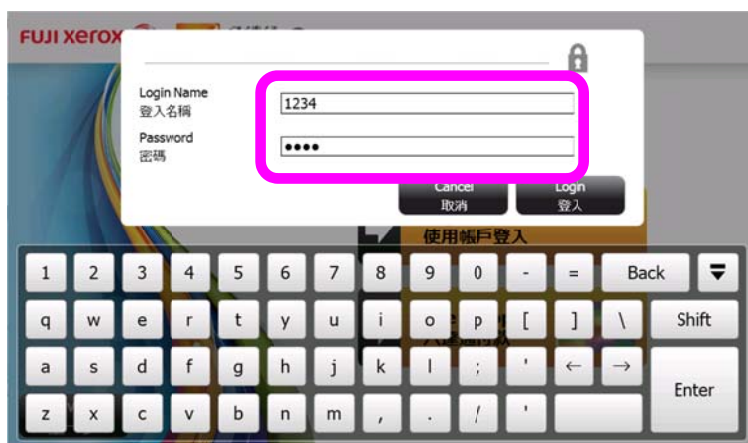 FUJI xerox
Login Name
登入名稱
1234
Password
密碼
••••
Cancel
取消
Login
登入
使用帳戶登入
1 2 3 4 5 6 7 8 9 0 - = Back
q w e r t y u i o p [ ] \ Shift
a s d f g h j k l ; ' ← → Enter
z x c v b n m , . / '